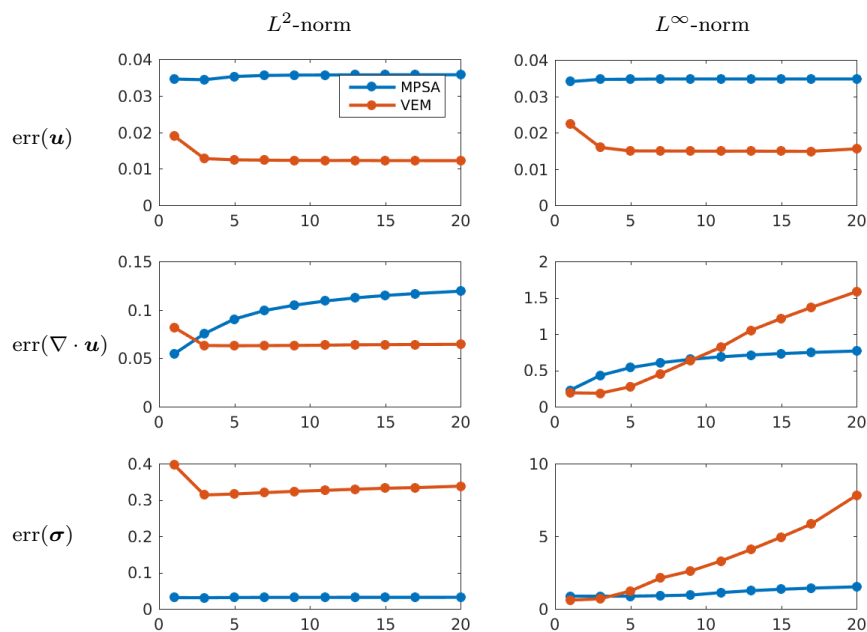 L²-norm L∞-norm
err(u)
0.04 0.03 0.02 0.01 0
0 5 10 15 20
MPSA
VEM
0.04 0.03 0.02 0.01 0
0 5 10 15 20
err(∇ · u)
0.15 0.1 0.05 0
0 5 10 15 20
2 1.5 1 0.5 0
0 5 10 15 20
err(σ)
0.4 0.3 0.2 0.1 0
0 5 10 15 20
10 5 0
0 5 10 15 20